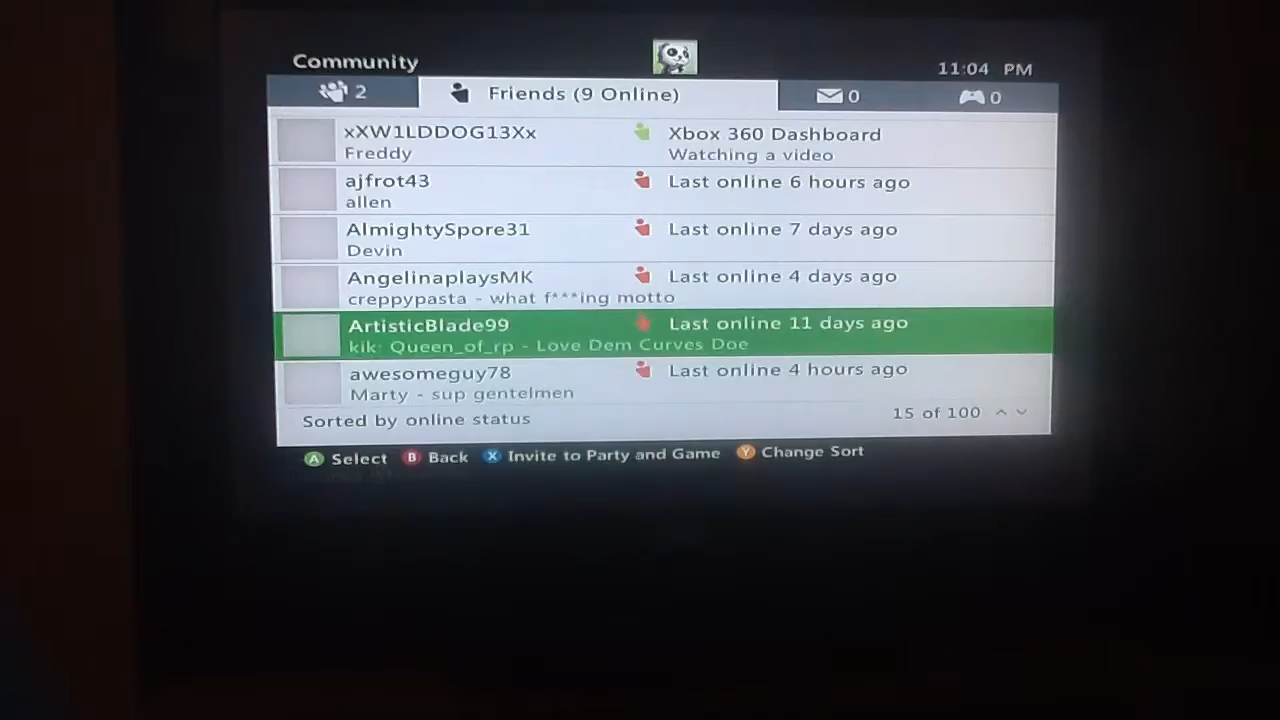 Community
11:04 PM
2
Friends (9 Online)
0
0
xXW1LDDOG13Xx
Xbox 360 Dashboard
Freddy
Watching a video
ajfrot43
Last online 6 hours ago
allen
AlmightySpore31
Last online 7 days ago
Devin
AngelinaplaysMK
Last online 4 days ago
creppypasta - what f***ing motto
ArtisticBlade99
Last online 11 days ago
kik: Queen_of_rp - Love Dem Curves Doe
awesomeguy78
Last online 4 hours ago
Marty - sup gentelmen
Sorted by online status
15 of 100
A Select B Back X Invite to Party and Game Y Change Sort